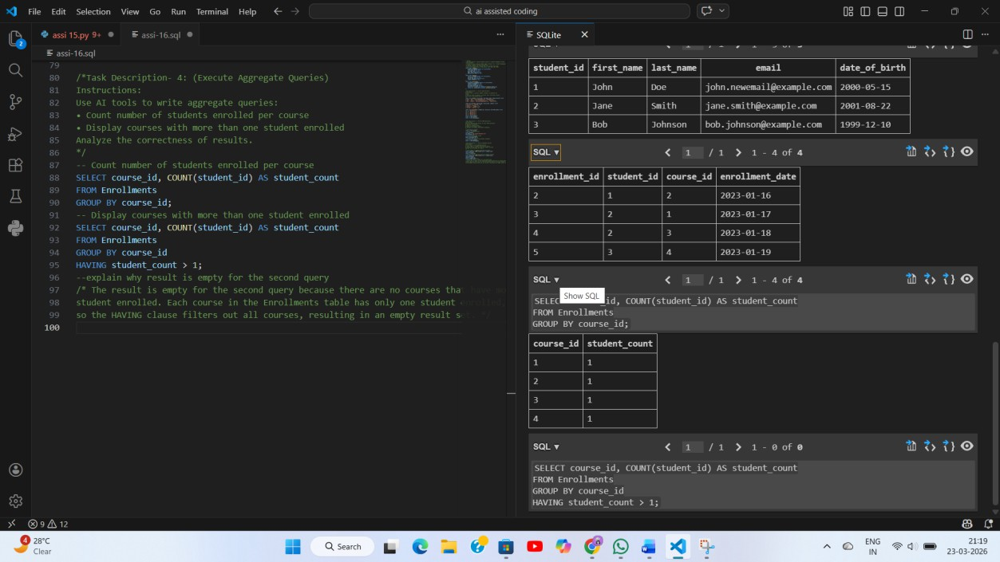 File Edit Selection View Go Run Terminal Help
ai assisted coding
assi 15.py 9+
assi-16.sql
assi-16.sql
79
80 /*Task Description- 4: (Execute Aggregate Queries)
81 Instructions:
82 Use AI tools to write aggregate queries:
83 • Count number of students enrolled per course
84 • Display courses with more than one student enrolled
85 Analyze the correctness of results.
86 */
87 -- Count number of students enrolled per course
88 SELECT course_id, COUNT(student_id) AS student_count
89 FROM Enrollments
90 GROUP BY course_id;
91 -- Display courses with more than one student enrolled
92 SELECT course_id, COUNT(student_id) AS student_count
93 FROM Enrollments
94 GROUP BY course_id
95 HAVING student_count > 1;
96 --explain why result is empty for the second query
97 /* The result is empty for the second query because there are no courses that
98 student enrolled. Each course in the Enrollments table has only one student enrolled,
99 so the HAVING clause filters out all courses, resulting in an empty result set. */
100
SQLite
student_id first_name last_name email date_of_birth
1 John Doe john.newemail@example.com 2000-05-15
2 Jane Smith jane.smith@example.com 2001-08-22
3 Bob Johnson bob.johnson@example.com 1999-12-10
SQL ▼ < 1 / 1 > 1 - 4 of 4
enrollment_id student_id course_id enrollment_date
2 1 2 2023-01-16
3 2 1 2023-01-17
4 2 3 2023-01-18
5 3 4 2023-01-19
SQL ▼ < 1 / 1 > 1 - 4 of 4
Show SQL
SELECT id, COUNT(student_id) AS student_count
FROM Enrollments
GROUP BY course_id;
course_id student_count
1 1
2 1
3 1
4 1
SQL ▼ < 1 / 1 > 1 - 0 of 0
SELECT course_id, COUNT(student_id) AS student_count
FROM Enrollments
GROUP BY course_id
HAVING student_count > 1;
2
9 12
4
28°C
Clear
Search
ENG
IN
21:19
23-03-2026